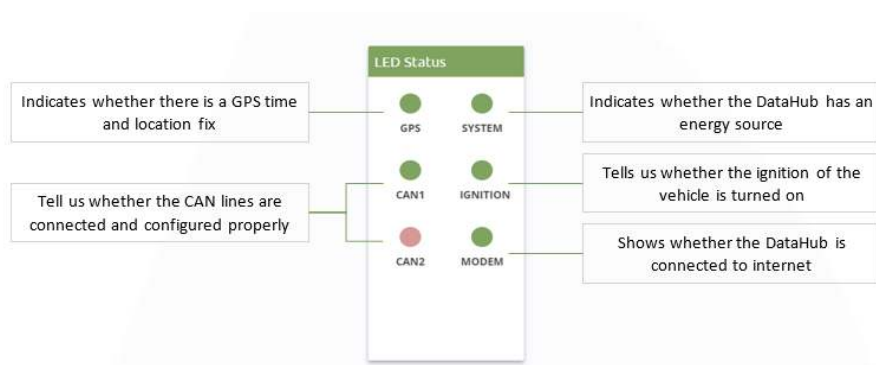 LED Status
Indicates whether there is a GPS time
and location fix
GPS
SYSTEM
Indicates whether the DataHub has an
energy source
Tell us whether the CAN lines are
connected and configured properly
CAN1
IGNITION
Tells us whether the ignition of the
vehicle is turned on
CAN2
MODEM
Shows whether the DataHub is
connected to internet